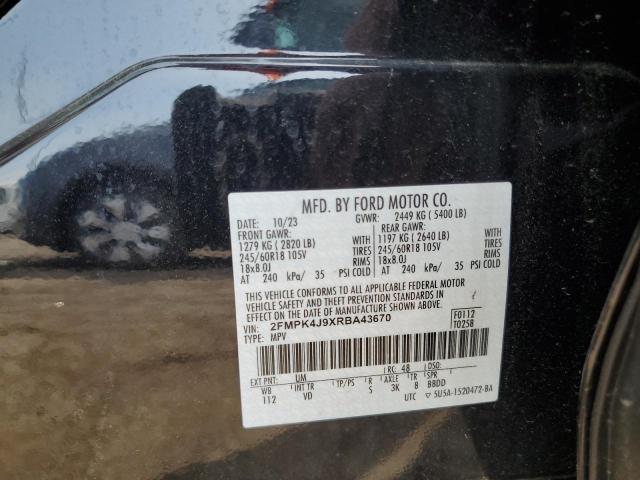 MFD. BY FORD MOTOR CO.
DATE: 10/23 GVWR: 2449 KG ( 5400 LB)
FRONT GAWR: REAR GAWR:
1279 KG ( 2820 LB) WITH 1197 KG ( 2640 LB)
245/60R18 105V TIRES 245/60R18 105V
18x8.0J RIMS 18x8.0J
AT 240 kPa/ 35 PSI COLD AT 240 kPa/ 35 PSI COLD
THIS VEHICLE CONFORMS TO ALL APPLICABLE FEDERAL MOTOR
VEHICLE SAFETY AND THEFT PREVENTION STANDARDS IN EFFECT
ON THE DATE OF MANUFACTURE SHOWN ABOVE.
VIN: 2FMPK4J9XRBA43670 F0112
TYPE: MPV T0258
EXT PNT: UM RC: 48 DSO:
WB INT TR TP/PS R AXLE TR SPR
112 VD S 3K 8 BBDD
UTC ▽ 5U5A-1520472-BA